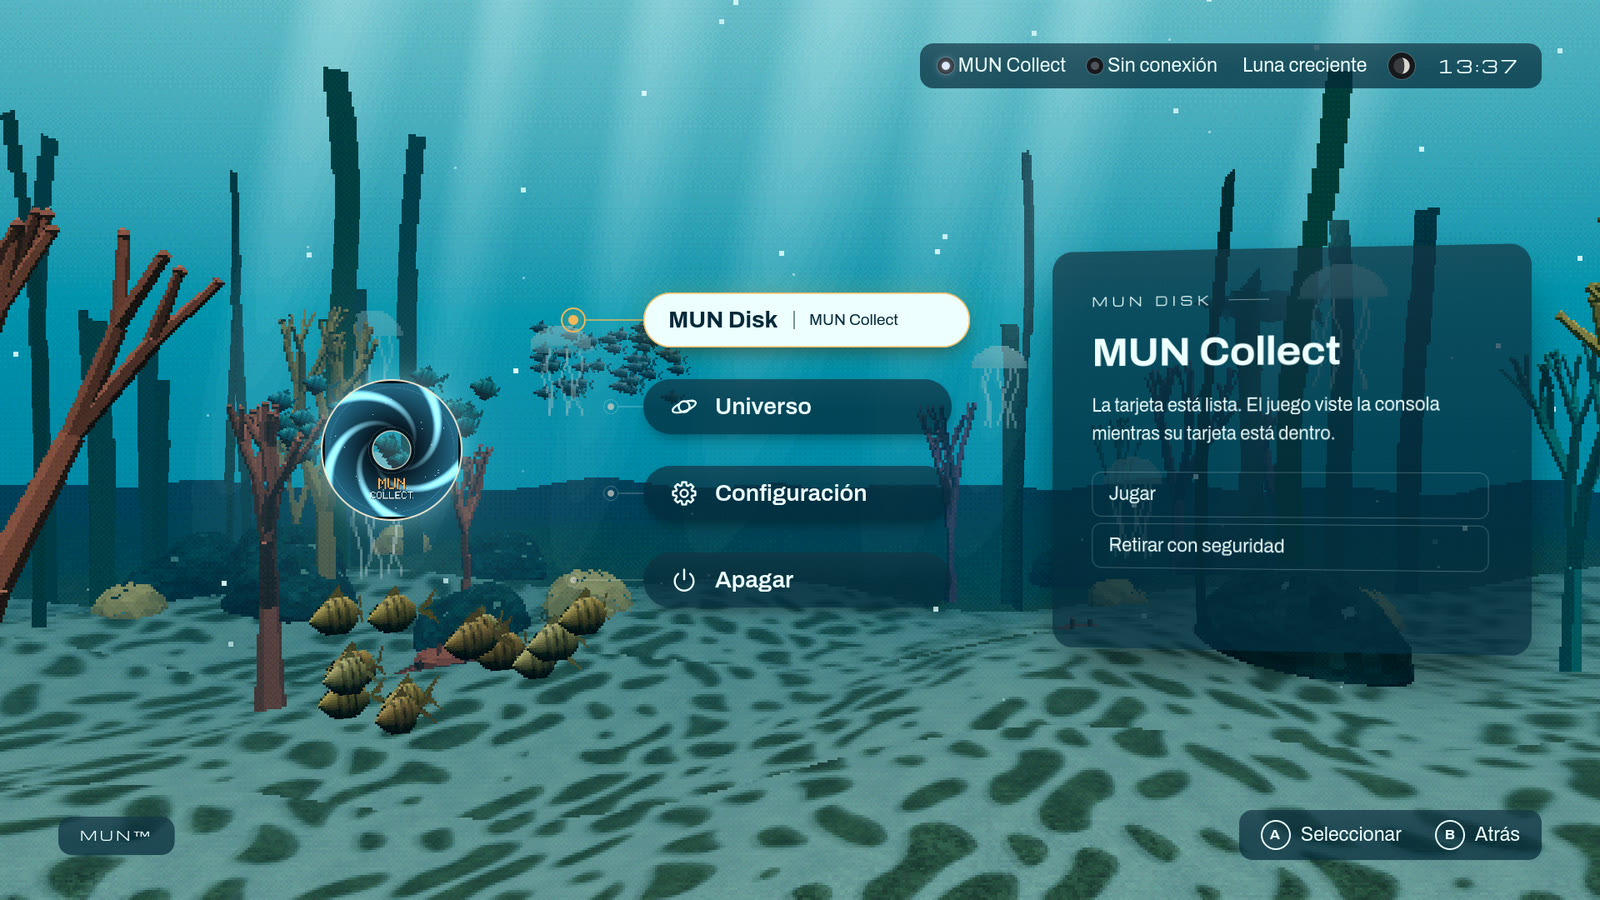 MUN Collect
Sin conexión
Luna creciente
13:37
MUN Disk | MUN Collect
Universo
Configuración
Apagar
MUN
COLLECT
MUN DISK
MUN Collect
La tarjeta está lista. El juego viste la consola
mientras su tarjeta está dentro.
Jugar
Retirar con seguridad
MUN™
A Seleccionar
B Atrás